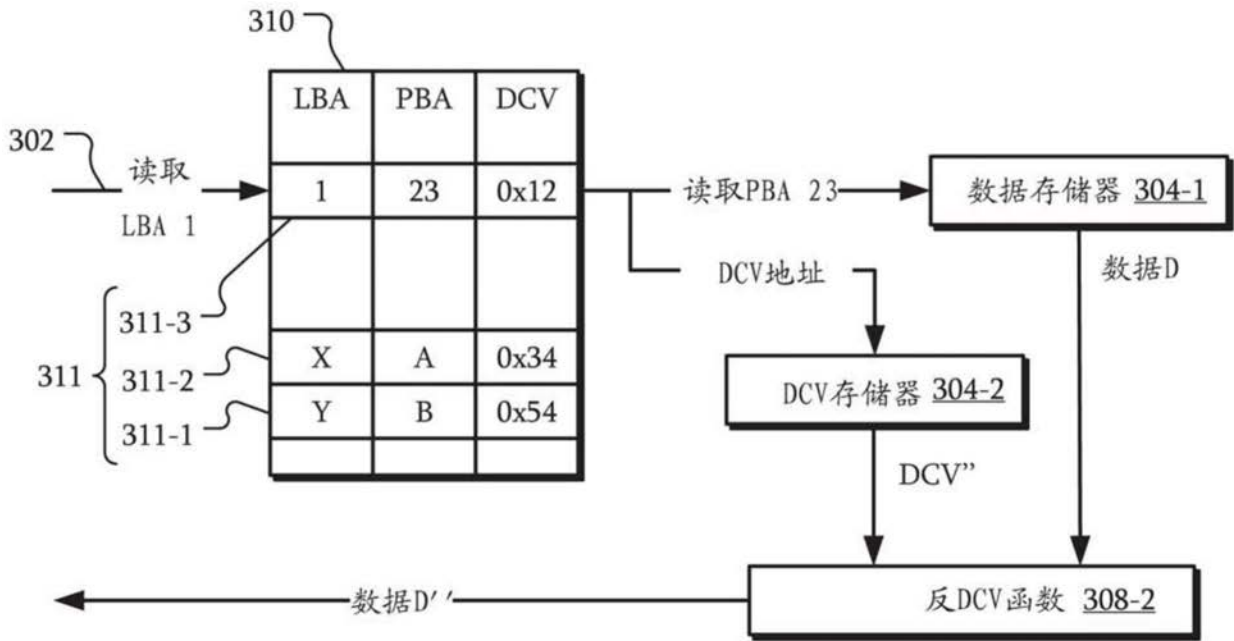 310
LBA PBA DCV
302
读取
LBA 1
1 23 0x12
读取PBA 23
数据存储器 304-1
DCV地址
数据D
311-3
311
311-2
X A 0x34
311-1
Y B 0x54
DCV存储器 304-2
DCV”
数据D’’
反DCV函数 308-2